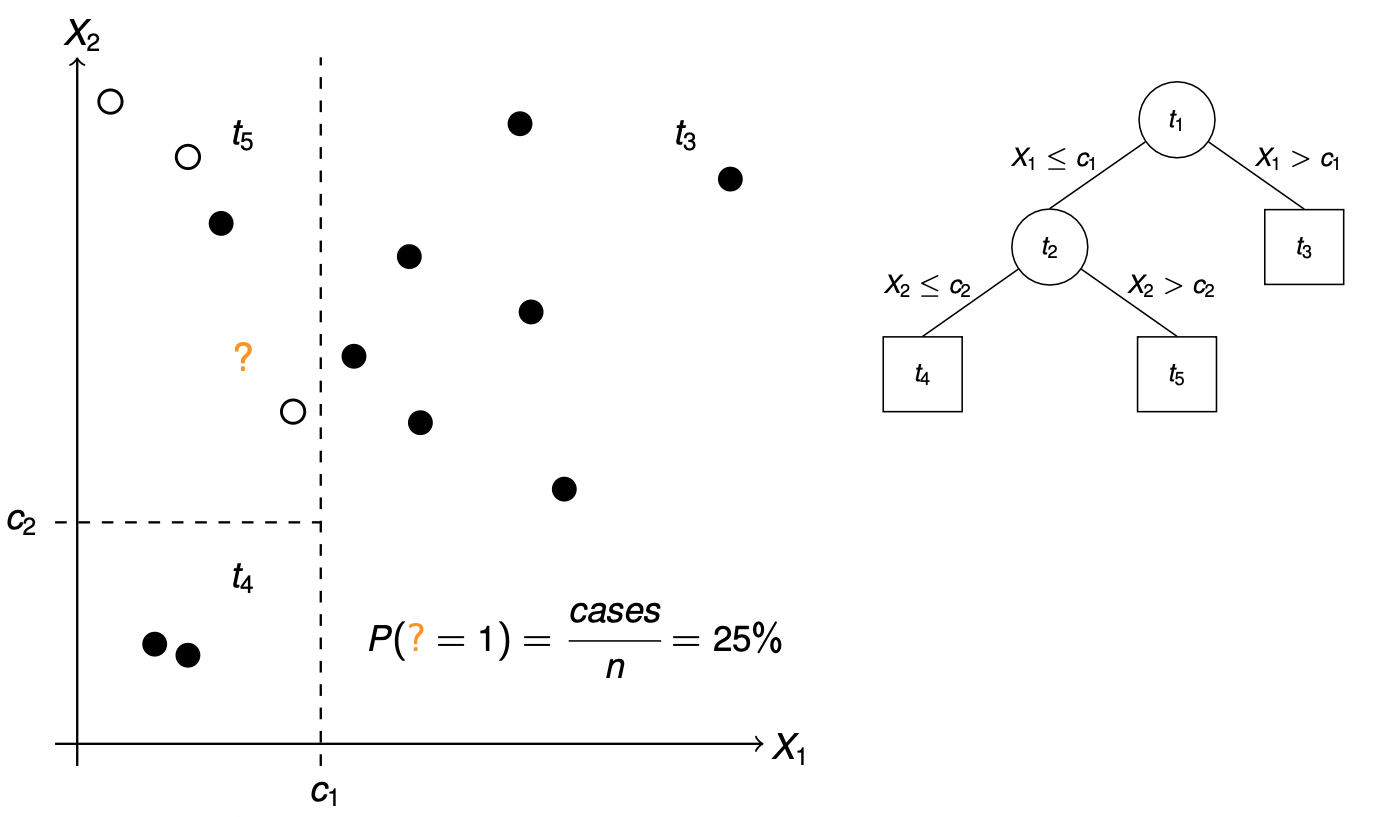 X₂
t₅
t₃
?
c₂
t₄
P(? = 1) = cases/n = 25%
X₁
c₁
t₁
X₁ ≤ c₁
X₁ > c₁
t₂
t₃
X₂ ≤ c₂
X₂ > c₂
t₄
t₅